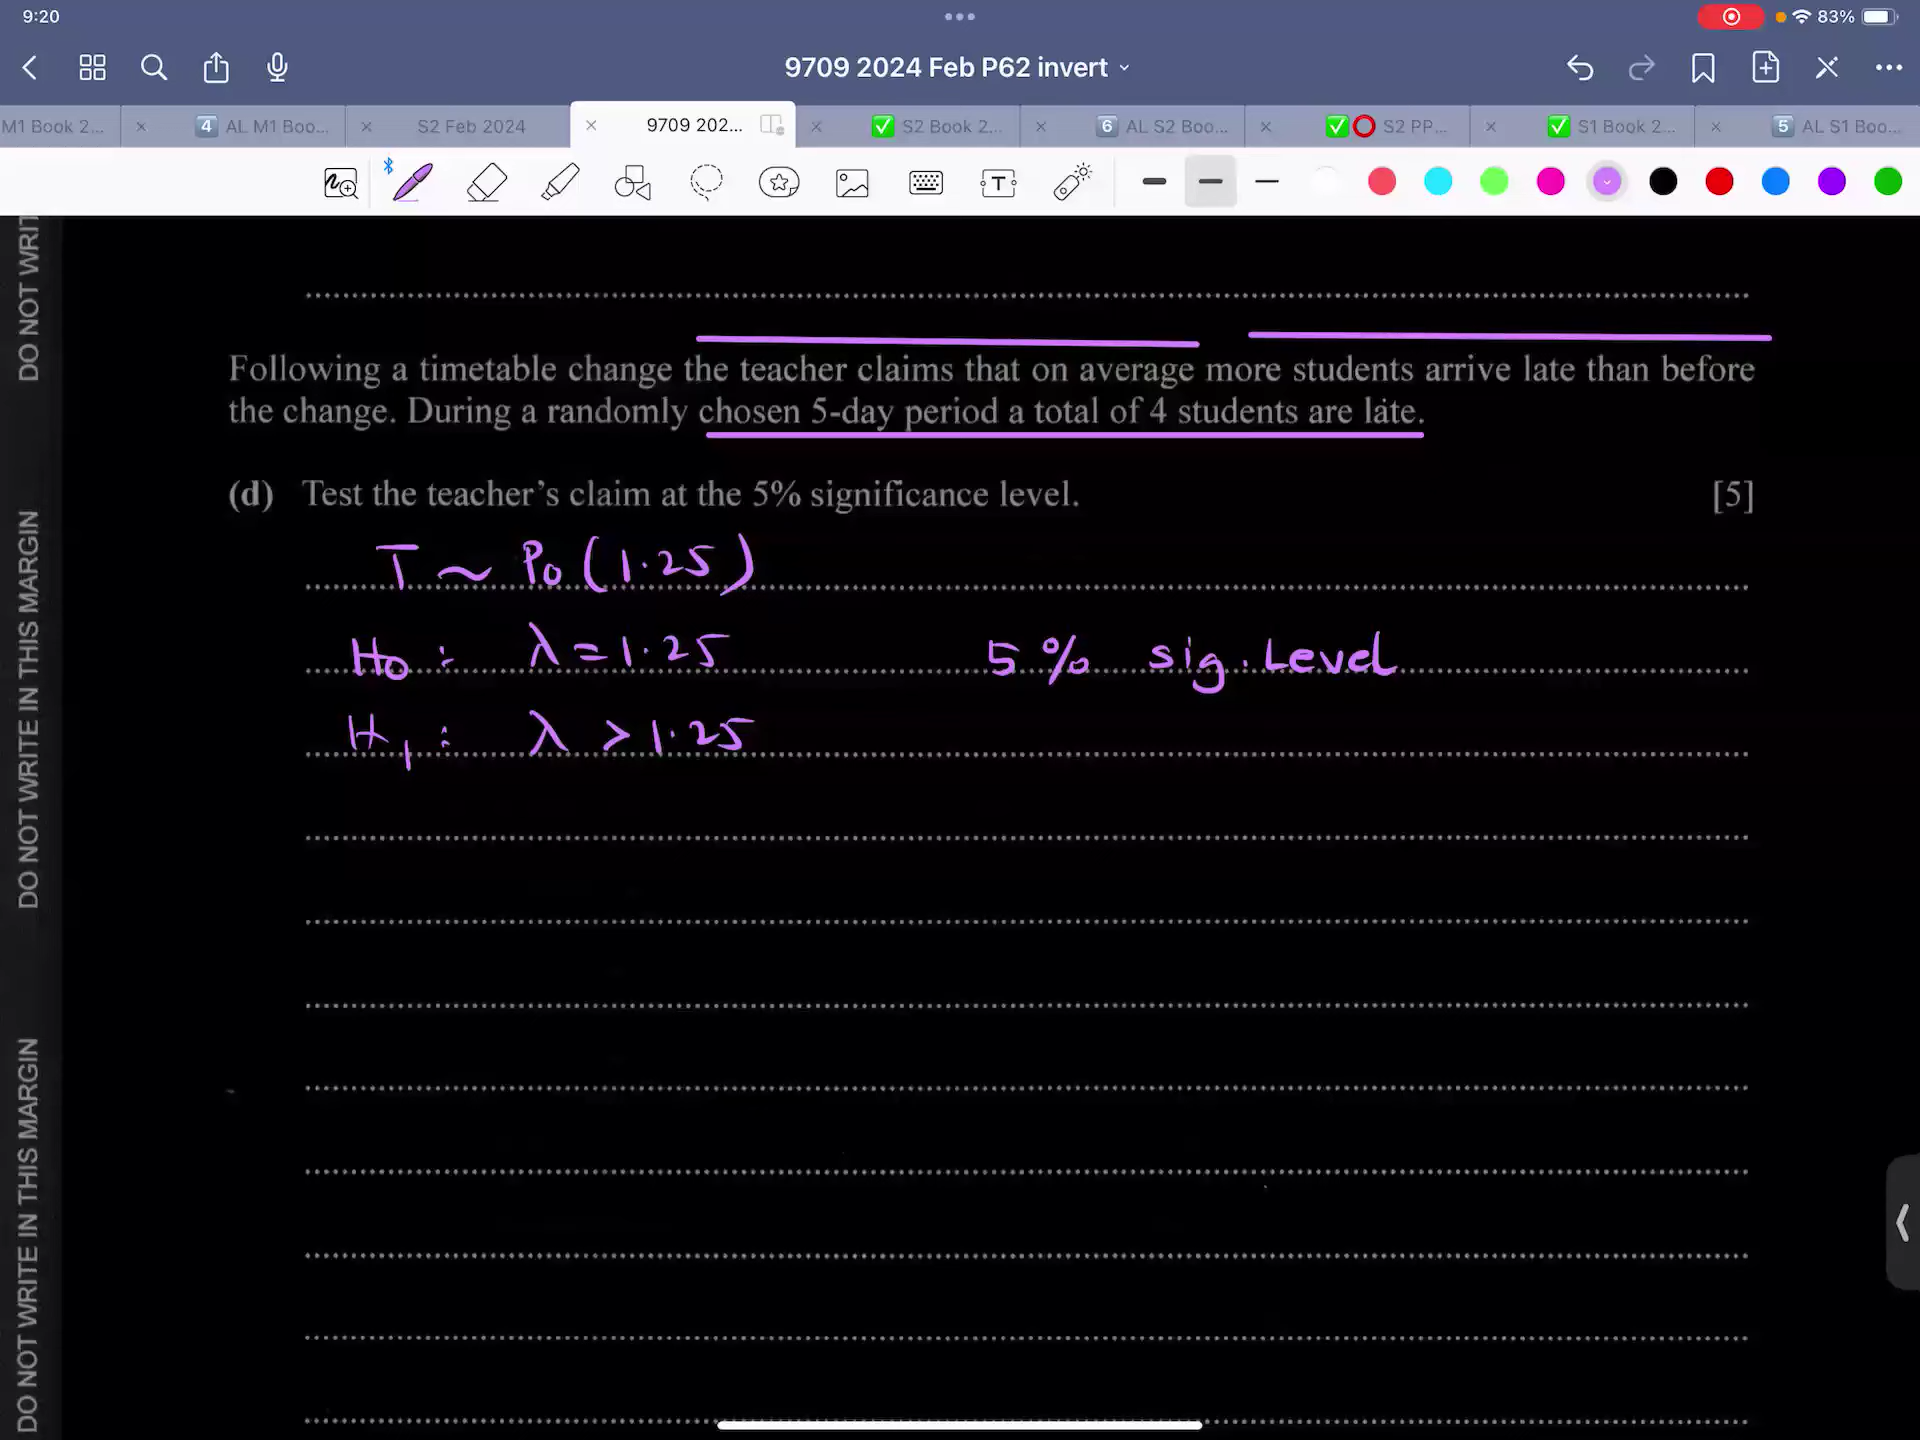 9:20
83%
9709 2024 Feb P62 invert
M1 Book 2...
4 AL M1 Boo...
S2 Feb 2024
9709 202...
S2 Book 2...
6 AL S2 Boo...
S2 PP...
S1 Book 2...
5 AL S1 Boo...
DO NOT WRIT
Following a timetable change the teacher claims that on average more students arrive late than before
the change. During a randomly chosen 5-day period a total of 4 students are late.
(d) Test the teacher's claim at the 5% significance level. [5]
T ~ Po (1.25)
H0 : λ = 1.25 5% sig. Level
H1 : λ > 1.25
DO NOT WRITE IN THIS MARGIN
DO NOT WRITE IN THIS MARGIN